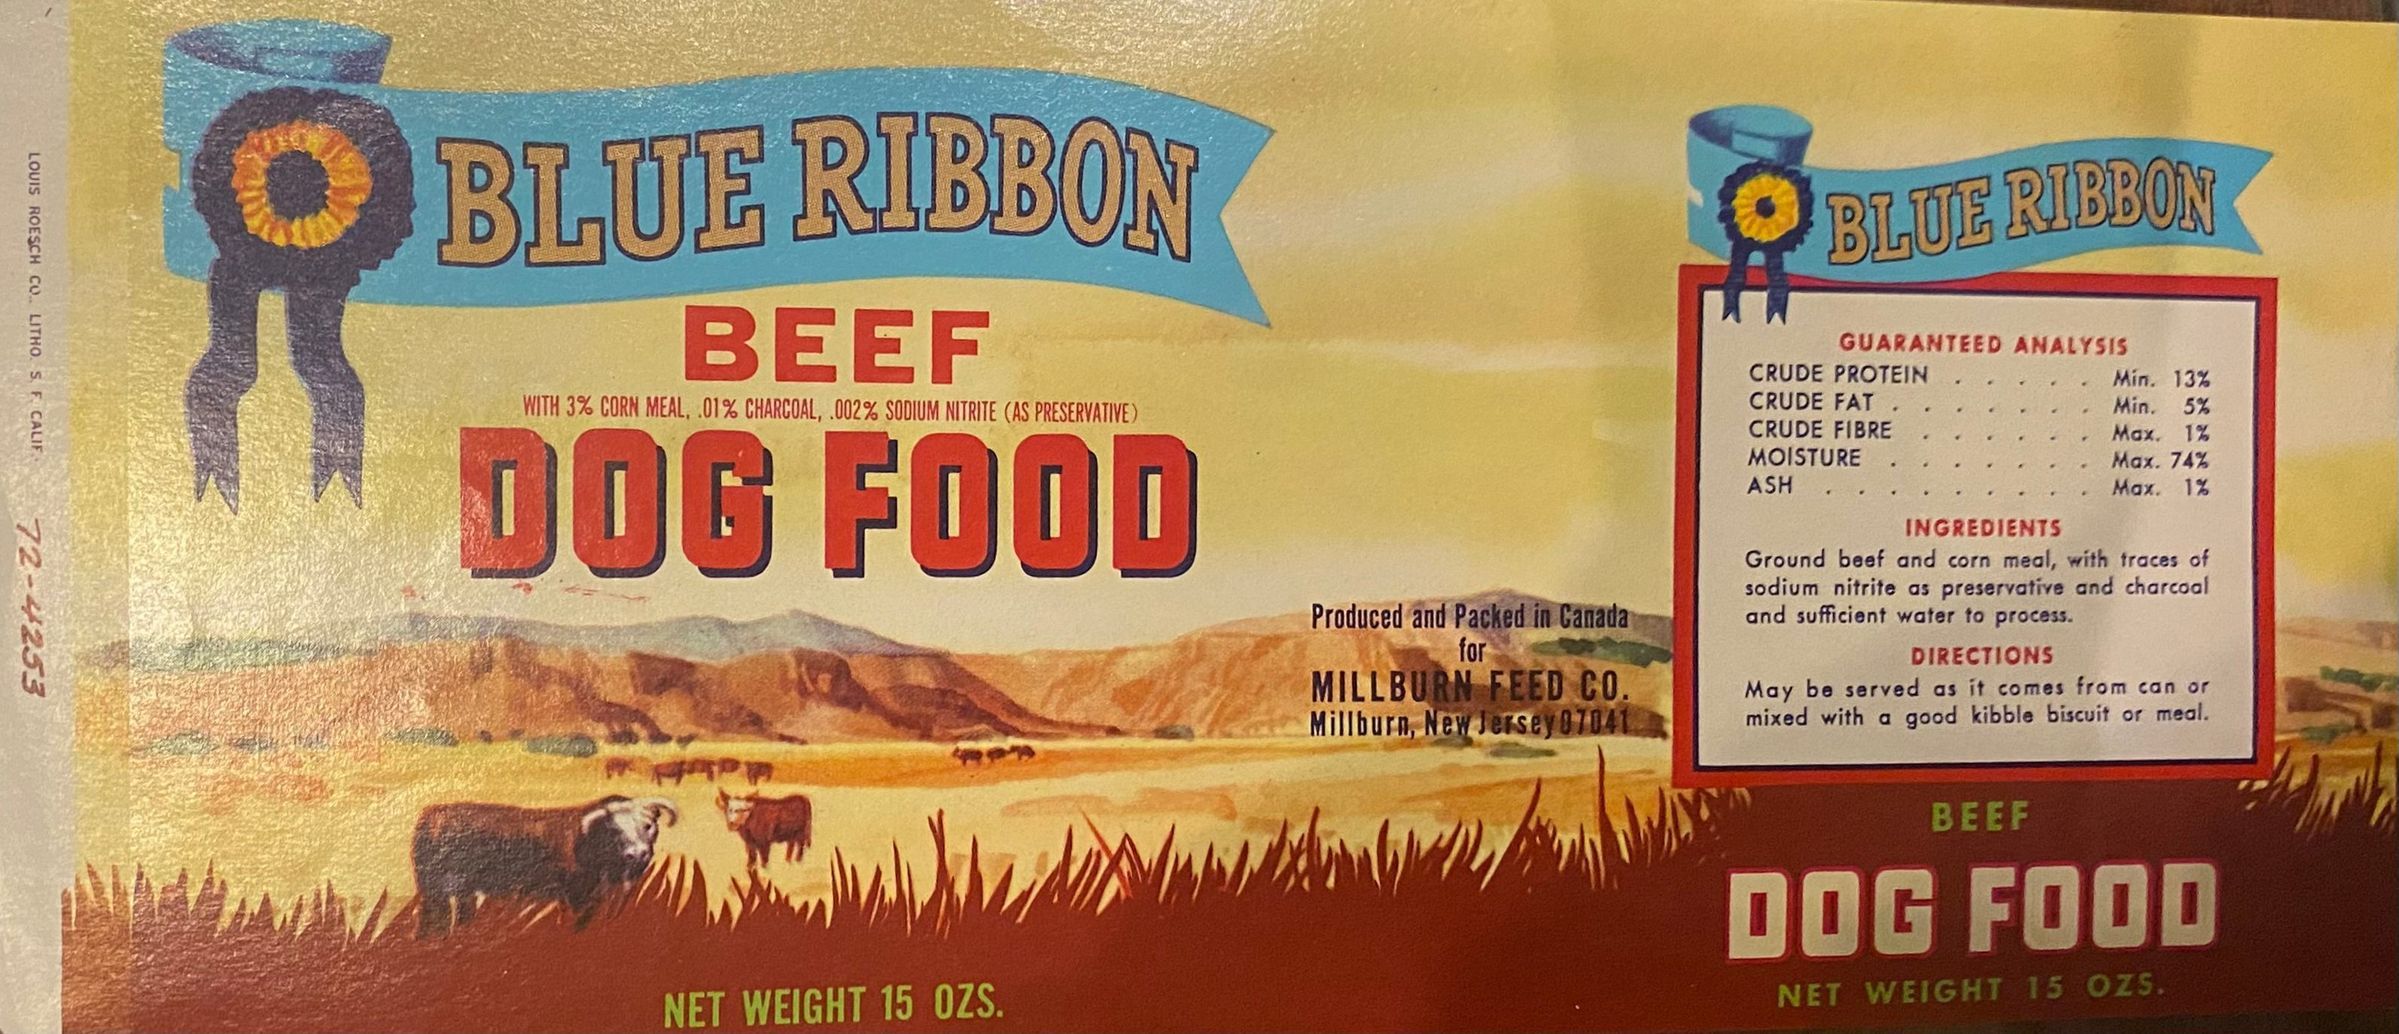 LOUIS ROESCH CO., LITHO. S. F. CALIF.
72-4253
BLUE RIBBON
BEEF
WITH 3% CORN MEAL, .01% CHARCOAL, .002% SODIUM NITRITE (AS PRESERVATIVE)
DOG FOOD
Produced and Packed in Canada
for
MILLBURN FEED CO.
Millburn, New Jersey 07041
NET WEIGHT 15 OZS.
BLUE RIBBON
GUARANTEED ANALYSIS
CRUDE PROTEIN . . . . . Min. 13%
CRUDE FAT . . . . . . . Min. 5%
CRUDE FIBRE . . . . . . Max. 1%
MOISTURE . . . . . . . Max. 74%
ASH . . . . . . . . . Max. 1%
INGREDIENTS
Ground beef and corn meal, with traces of
sodium nitrite as preservative and charcoal
and sufficient water to process.
DIRECTIONS
May be served as it comes from can or
mixed with a good kibble biscuit or meal.
BEEF
DOG FOOD
NET WEIGHT 15 OZS.